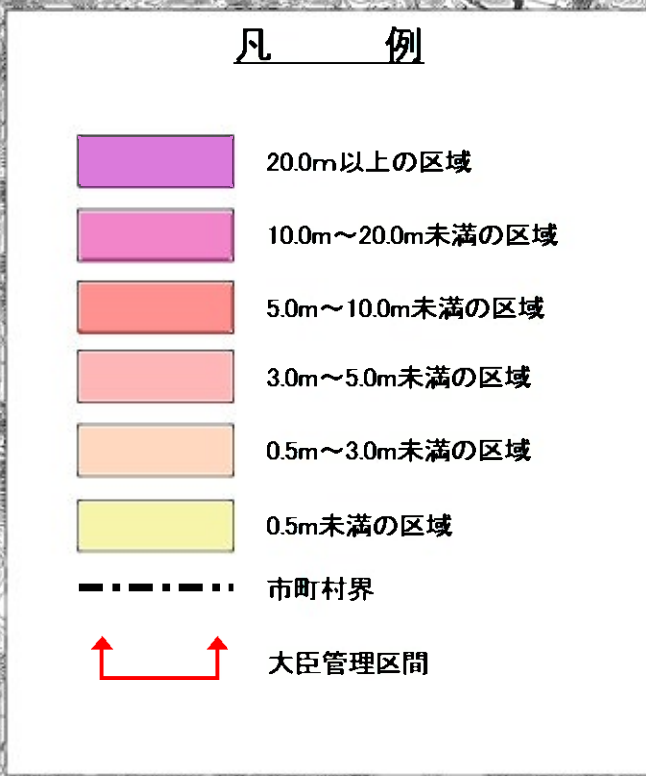 凡 例
20.0m以上の区域
10.0m～20.0m未満の区域
5.0m～10.0m未満の区域
3.0m～5.0m未満の区域
0.5m～3.0m未満の区域
0.5m未満の区域
市町村界
大臣管理区間